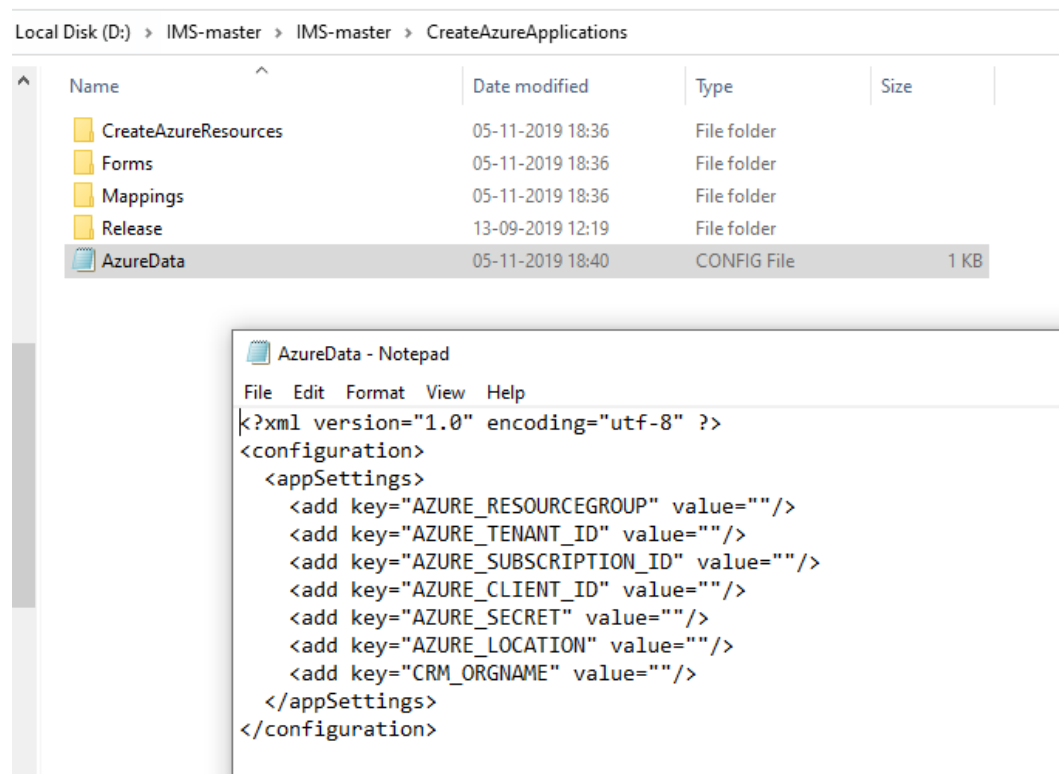 Local Disk (D:) > IMS-master > IMS-master > CreateAzureApplications
Name Date modified Type Size
CreateAzureResources 05-11-2019 18:36 File folder
Forms 05-11-2019 18:36 File folder
Mappings 05-11-2019 18:36 File folder
Release 13-09-2019 12:19 File folder
AzureData 05-11-2019 18:40 CONFIG File 1 KB
AzureData - Notepad
File Edit Format View Help
<?xml version="1.0" encoding="utf-8" ?>
<configuration>
<appSettings>
<add key="AZURE_RESOURCEGROUP" value=""/>
<add key="AZURE_TENANT_ID" value=""/>
<add key="AZURE_SUBSCRIPTION_ID" value=""/>
<add key="AZURE_CLIENT_ID" value=""/>
<add key="AZURE_SECRET" value=""/>
<add key="AZURE_LOCATION" value=""/>
<add key="CRM_ORGNAME" value=""/>
</appSettings>
</configuration>